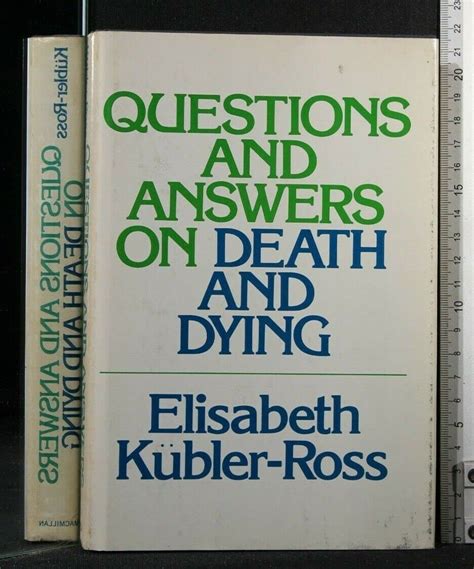 QUESTIONS
AND
ANSWERS
ON DEATH
AND
DYING
Elisabeth
Kübler-Ross
Kübler-Ross
QUESTIONS AND ANSWERS
ON DEATH AND DYING
MACMILLAN